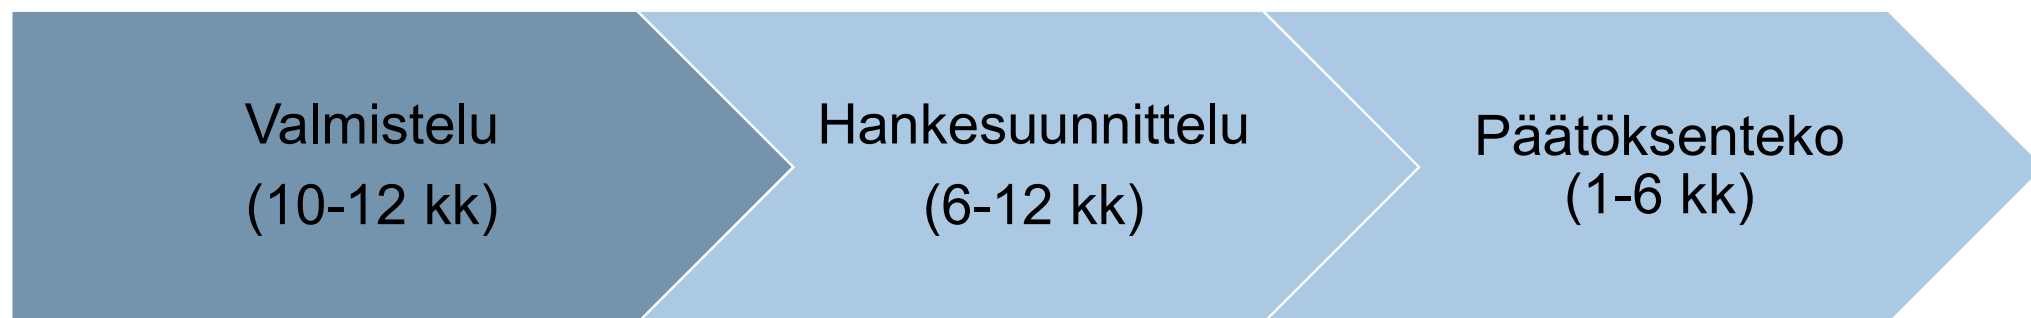 Valmistelu
(10-12 kk)
Hankesuunnittelu
(6-12 kk)
Päätöksenteko
(1-6 kk)